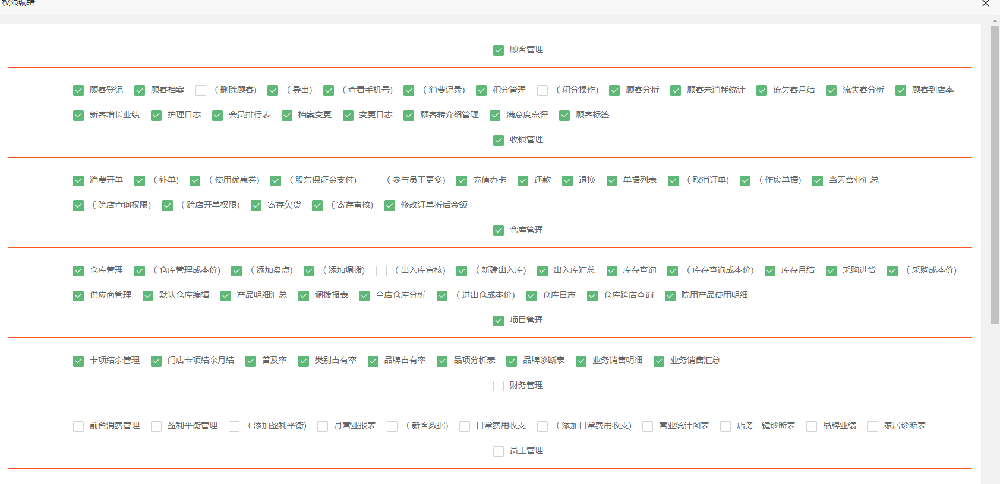 权限编辑
顾客管理
顾客登记 顾客档案 （删除顾客) （导出) （查看手机号) （消费记录) 积分管理 （积分操作) 顾客分析 顾客未消耗统计 流失客月结 流失客分析 顾客到店率
新客增长业绩 护理日志 会员排行表 档案变更 变更日志 顾客转介绍管理 满意度点评 顾客标签
收银管理
消费开单 （补单) （使用优惠券) （股东保证金支付) （参与员工更多) 充值办卡 还款 退换 单据列表 （取消订单) （作废单据) 当天营业汇总
（跨店查询权限) （跨店开单权限) 寄存欠货 （寄存审核) 修改订单折后金额
仓库管理
仓库管理 （仓库管理成本价) （添加盘点) （添加调拨) （出入库审核) （新建出入库) 出入库汇总 库存查询 （库存查询成本价) 库存月结 采购进货 （采购成本价)
供应商管理 默认仓库编辑 产品明细汇总 调拨报表 全店仓库分析 （进出仓成本价) 仓库日志 仓库跨店查询 院用产品使用明细
项目管理
卡项结余管理 门店卡项结余月结 普及率 类别占有率 品牌占有率 品项分析表 品牌诊断表 业务销售明细 业务销售汇总
财务管理
前台消费管理 盈利平衡管理 （添加盈利平衡) 月营业报表 （新客数据) 日常费用收支 （添加日常费用收支) 营业统计图表 店务一键诊断表 品牌业绩 家居诊断表
员工管理